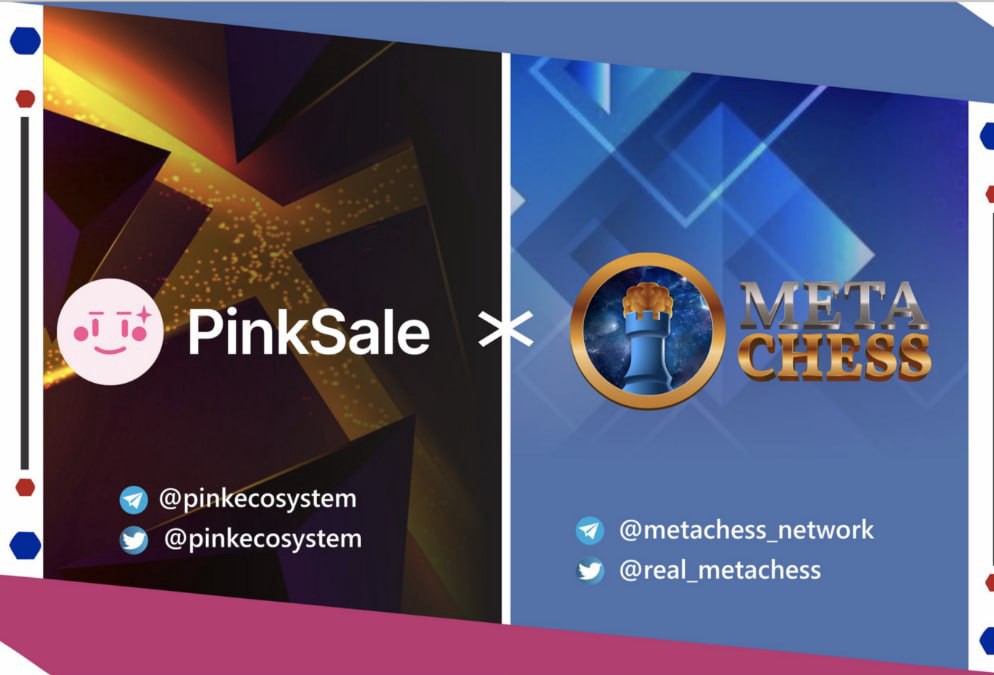 PinkSale
@pinkecosystem
@pinkecosystem
META
CHESS
@metachess_network
@real_metachess